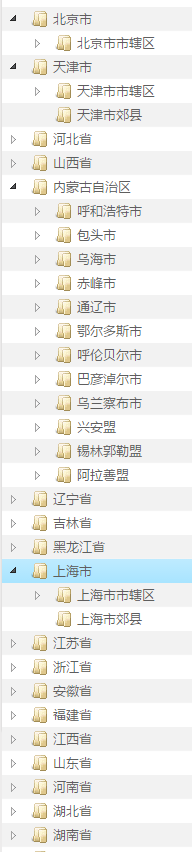 北京市
北京市市辖区
天津市
天津市市辖区
天津市郊县
河北省
山西省
内蒙古自治区
呼和浩特市
包头市
乌海市
赤峰市
通辽市
鄂尔多斯市
呼伦贝尔市
巴彦淖尔市
乌兰察布市
兴安盟
锡林郭勒盟
阿拉善盟
辽宁省
吉林省
黑龙江省
上海市
上海市市辖区
上海市郊县
江苏省
浙江省
安徽省
福建省
江西省
山东省
河南省
湖北省
湖南省